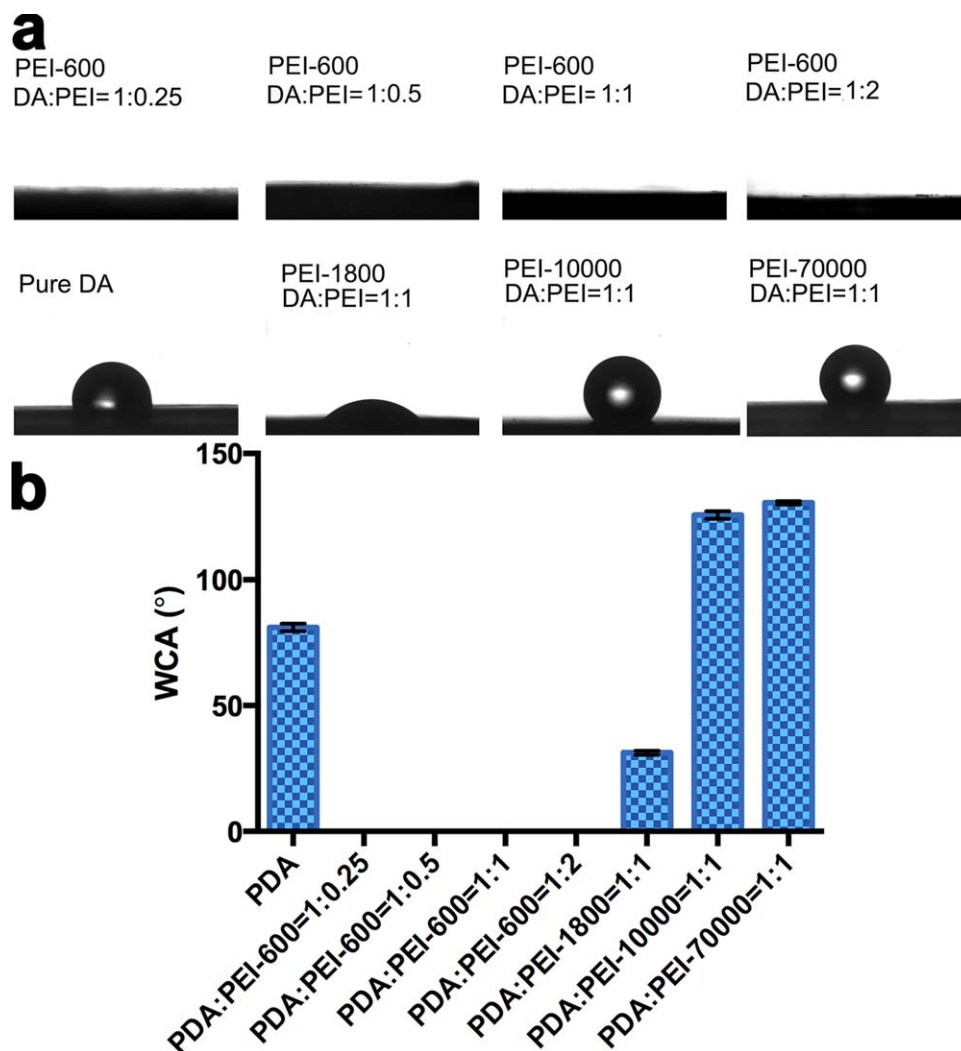 a
PEI-600
DA:PEI=1:0.25
PEI-600
DA:PEI=1:0.5
PEI-600
DA:PEI=1:1
PEI-600
DA:PEI=1:2
Pure DA
PEI-1800
DA:PEI=1:1
PEI-10000
DA:PEI=1:1
PEI-70000
DA:PEI=1:1
b
150
100
50
0
WCA (°)
PDA
PDA:PEI-600=1:0.25
PDA:PEI-600=1:0.5
PDA:PEI-600=1:1
PDA:PEI-600=1:2
PDA:PEI-1800=1:1
PDA:PEI-10000=1:1
PDA:PEI-70000=1:1